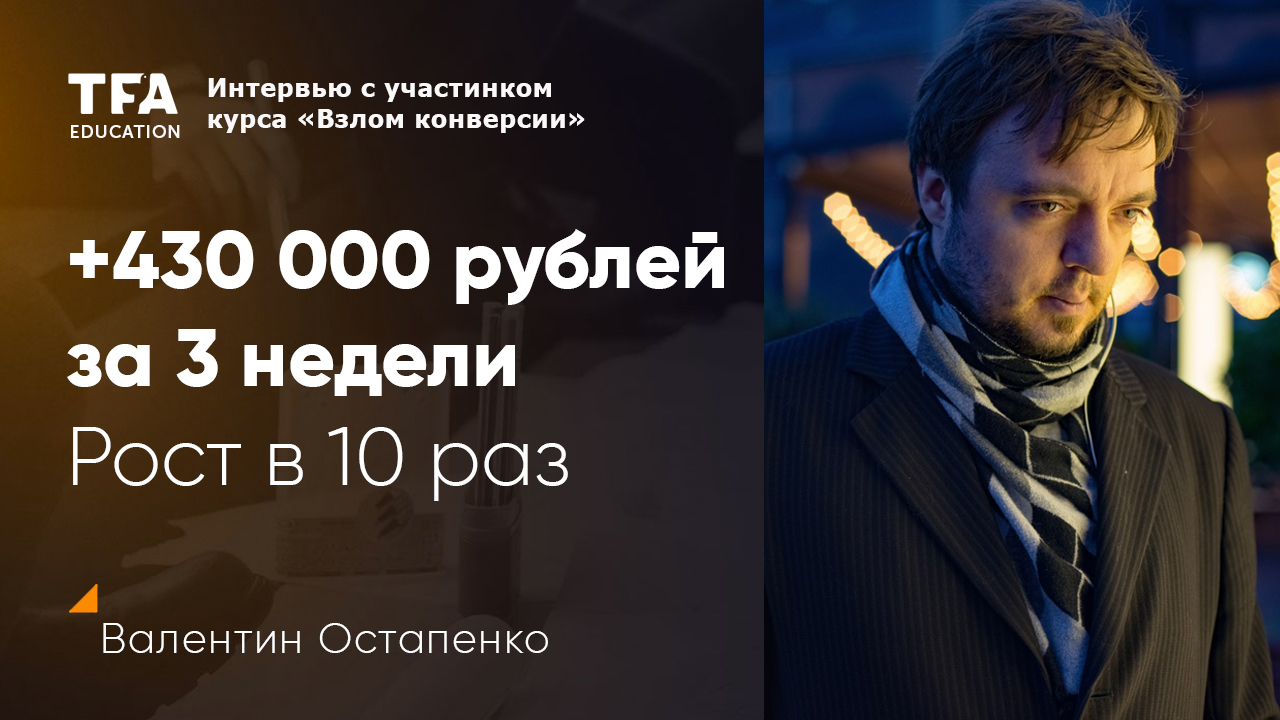 TFA
EDUCATION
Интервью с участинком
курса «Взлом конверсии»
+430 000 рублей
за 3 недели
Рост в 10 раз
Валентин Остапенко